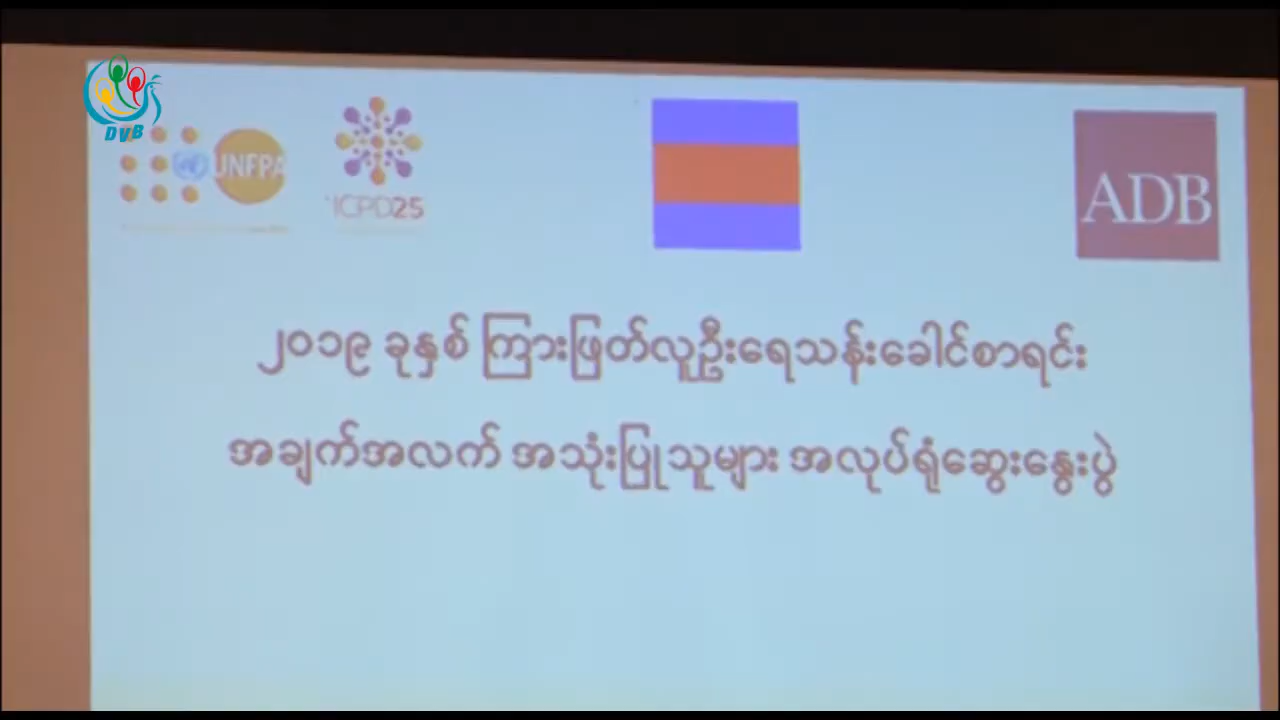 DVB
UNFPA
ICPD25
ADB
၂၀၁၉ ခုနှစ် ကြားဖြတ်လူဦးရေသန်းခေါင်စာရင်း
အချက်အလက် အသုံးပြုသူများ အလုပ်ရုံဆွေးနွေးပွဲ